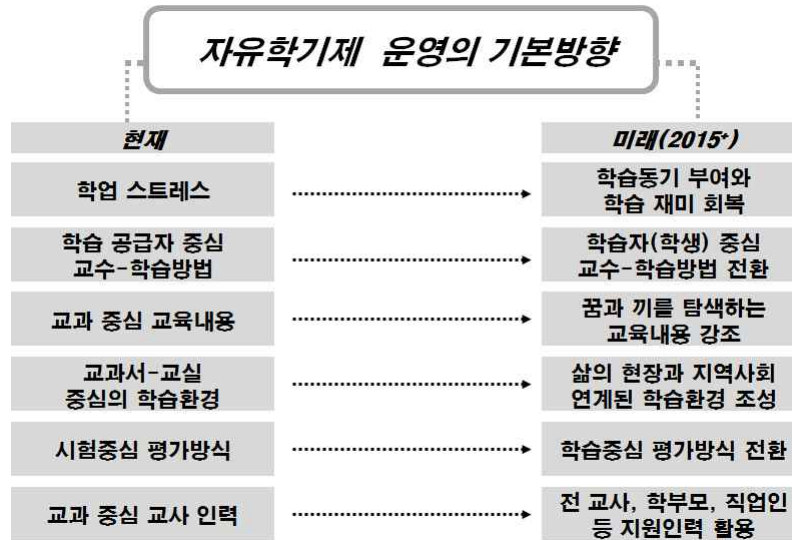 자유학기제 운영의 기본방향
현재
미래(2015+)
학업 스트레스
학습동기 부여와
학습 재미 회복
학습 공급자 중심
교수-학습방법
학습자(학생) 중심
교수-학습방법 전환
교과 중심 교육내용
꿈과 끼를 탐색하는
교육내용 강조
교과서-교실
중심의 학습환경
삶의 현장과 지역사회
연계된 학습환경 조성
시험중심 평가방식
학습중심 평가방식 전환
교과 중심 교사 인력
전 교사, 학부모, 직업인
등 지원인력 활용